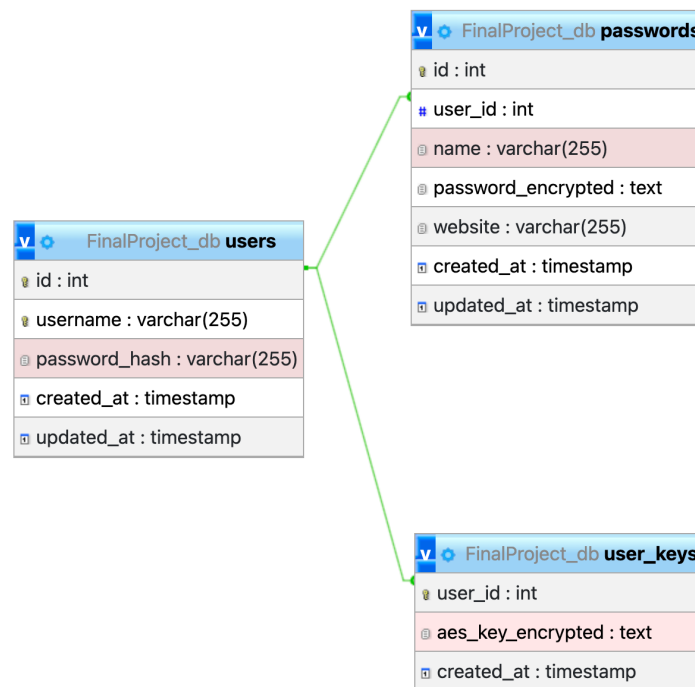 v FinalProject_db passwords
id : int
# user_id : int
name : varchar(255)
password_encrypted : text
website : varchar(255)
created_at : timestamp
updated_at : timestamp
v FinalProject_db users
id : int
username : varchar(255)
password_hash : varchar(255)
created_at : timestamp
updated_at : timestamp
v FinalProject_db user_keys
user_id : int
aes_key_encrypted : text
created_at : timestamp